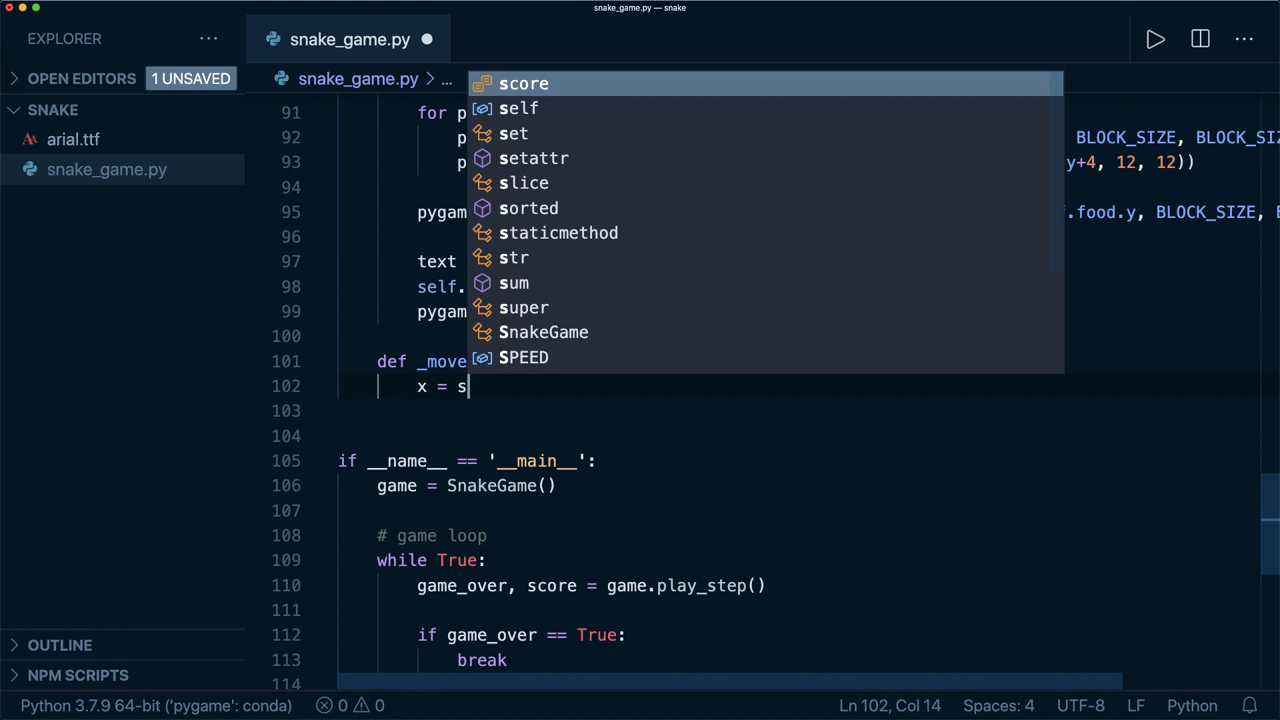 snake_game.py — snake
EXPLORER ···
snake_game.py
···
OPEN EDITORS 1 UNSAVED
snake_game.py > ...
SNAKE
arial.ttf
snake_game.py
score
self
set
setattr
slice
sorted
staticmethod
str
sum
super
SnakeGame
SPEED
91 for p
92 p BLOCK_SIZE, BLOCK_SIZ
93 p y+4, 12, 12))
94
95 pygam f.food.y, BLOCK_SIZE, B
96
97 text
98 self.
99 pygam
100
101 def _move
102 x = s
103
104
105 if __name__ == '__main__':
106 game = SnakeGame()
107
108 # game loop
109 while True:
110 game_over, score = game.play_step()
111
112 if game_over == True:
113 break
114
OUTLINE
NPM SCRIPTS
Python 3.7.9 64-bit ('pygame': conda) 0 0 Ln 102, Col 14 Spaces: 4 UTF-8 LF Python